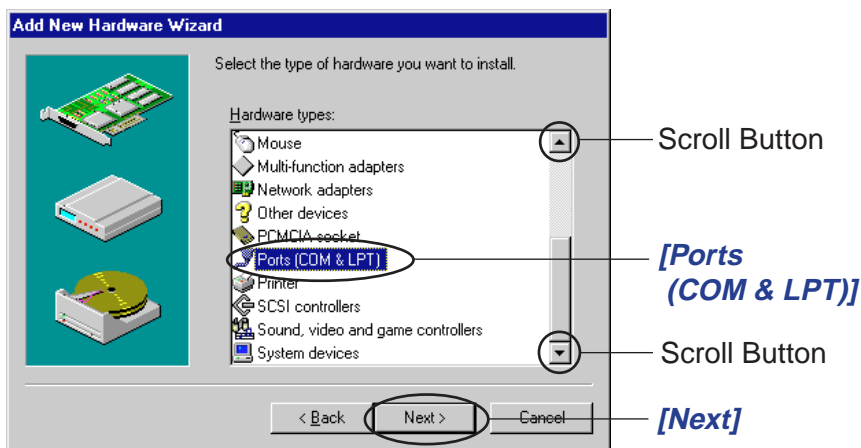 Add New Hardware Wizard
Select the type of hardware you want to install.
Hardware types:
Mouse
Multi-function adapters
Network adapters
Other devices
PCMCIA socket
Ports (COM & LPT)
Printer
SCSI controllers
Sound, video and game controllers
System devices
< Back
Next >
Cancel
Scroll Button
[Ports
(COM & LPT)]
Scroll Button
[Next]